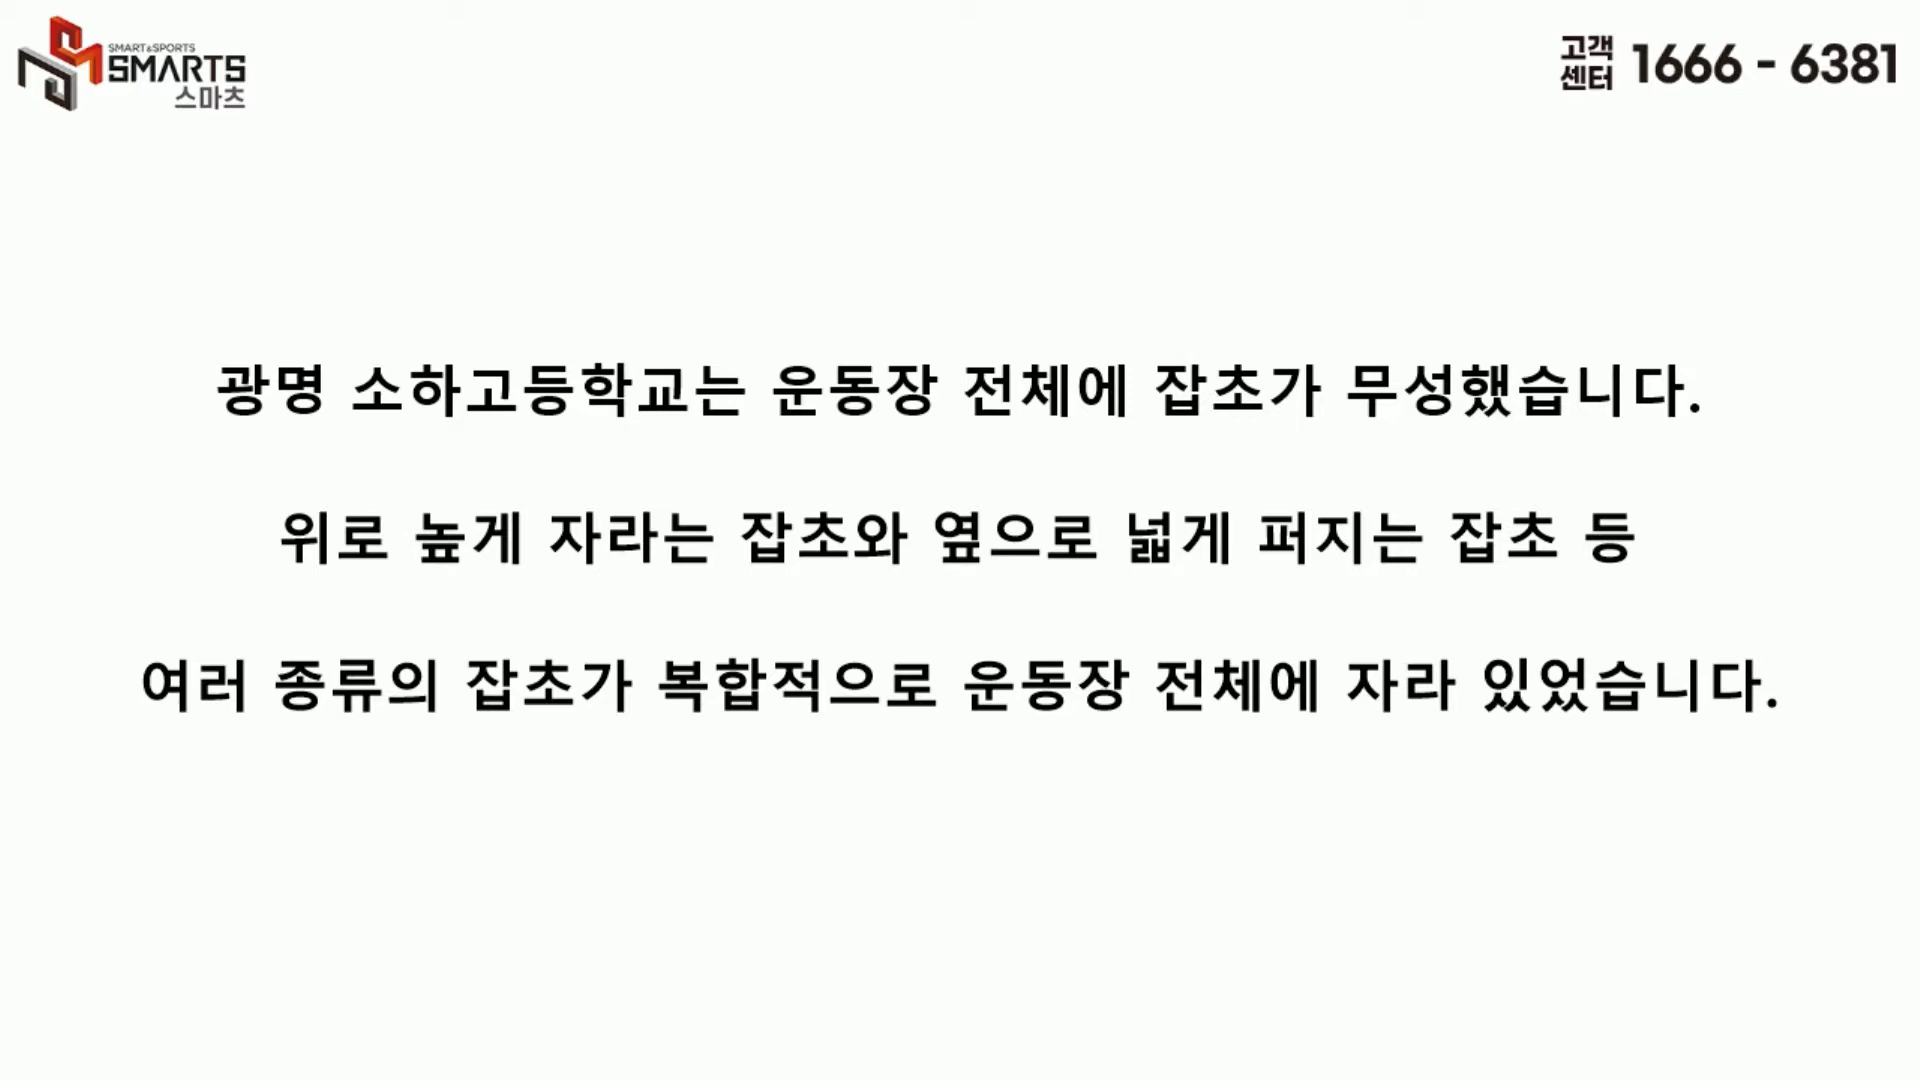 SMART&SPORTS
SMARTS
스마츠
고객
센터
1666 - 6381
광명 소하고등학교는 운동장 전체에 잡초가 무성했습니다.
위로 높게 자라는 잡초와 옆으로 넓게 퍼지는 잡초 등
여러 종류의 잡초가 복합적으로 운동장 전체에 자라 있었습니다.